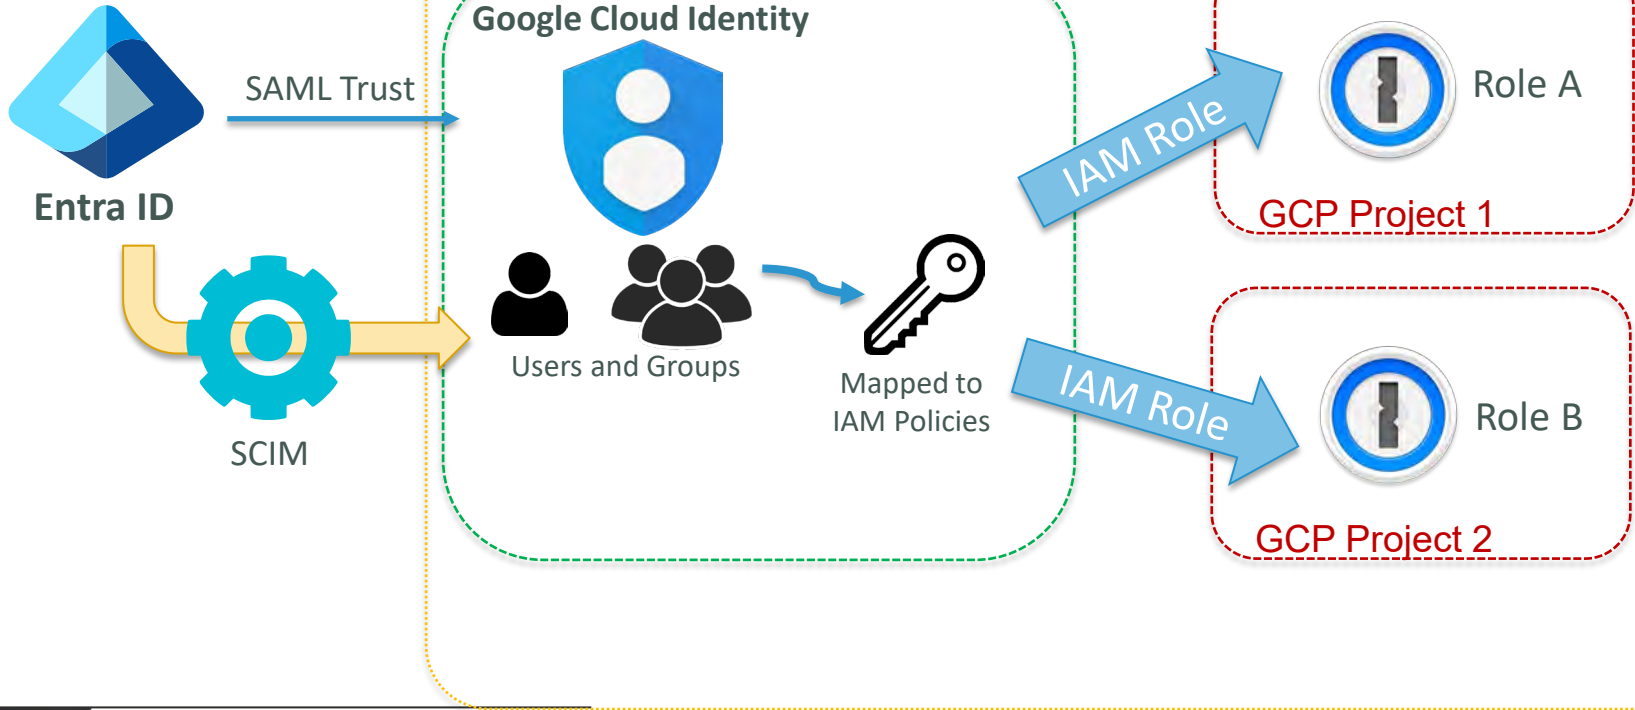 Google Cloud Identity
SAML Trust
Entra ID
SCIM
Users and Groups
Mapped to
IAM Policies
IAM Role
Role A
GCP Project 1
IAM Role
Role B
GCP Project 2